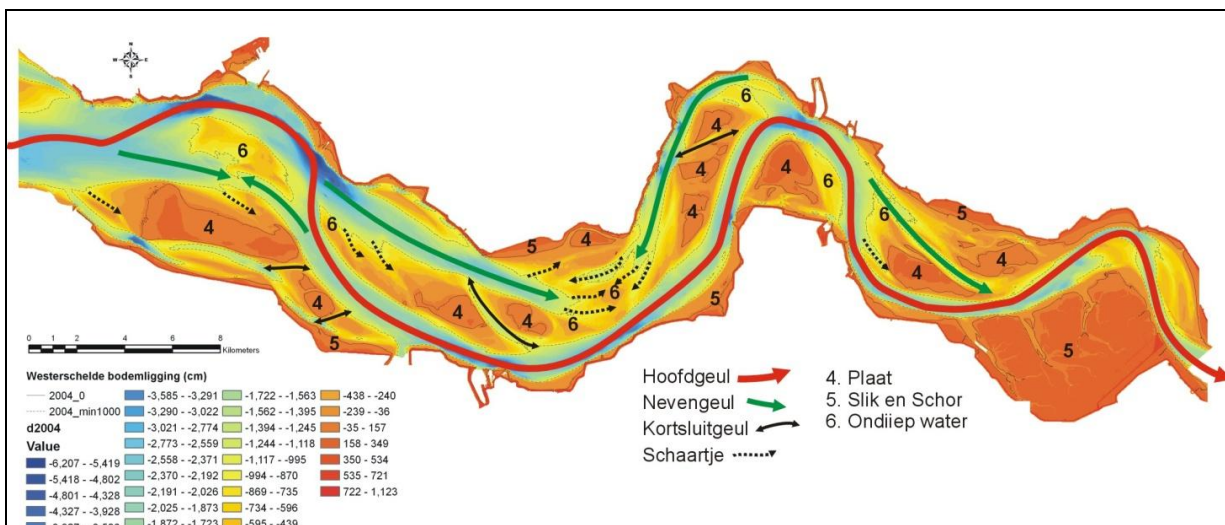 N
W E
S
6
4
4
5
6
4
4
6
5
4
6
6
4
4
4
6
4
6
5
6
4
5
4
5
0 1 2 4 6 8
Kilometers
Westerschelde bodemligging (cm)
2004_0
2004_min1000
d2004
Value
-6,207 - -5,419
-5,418 - -4,802
-4,801 - -4,328
-4,327 - -3,928
-3,585 - -3,291
-3,290 - -3,022
-3,021 - -2,774
-2,773 - -2,559
-2,558 - -2,371
-2,370 - -2,192
-2,191 - -2,026
-2,025 - -1,873
-1,872 - -1,723
-1,722 - -1,563
-1,562 - -1,395
-1,394 - -1,245
-1,244 - -1,118
-1,117 - -995
-994 - -870
-869 - -735
-734 - -596
-595 - -439
-438 - -240
-239 - -36
-35 - 157
158 - 349
350 - 534
535 - 721
722 - 1,123
Hoofdgeul
Nevengeul
Kortsluitgeul
Schaartje
4. Plaat
5. Slik en Schor
6. Ondiiep water